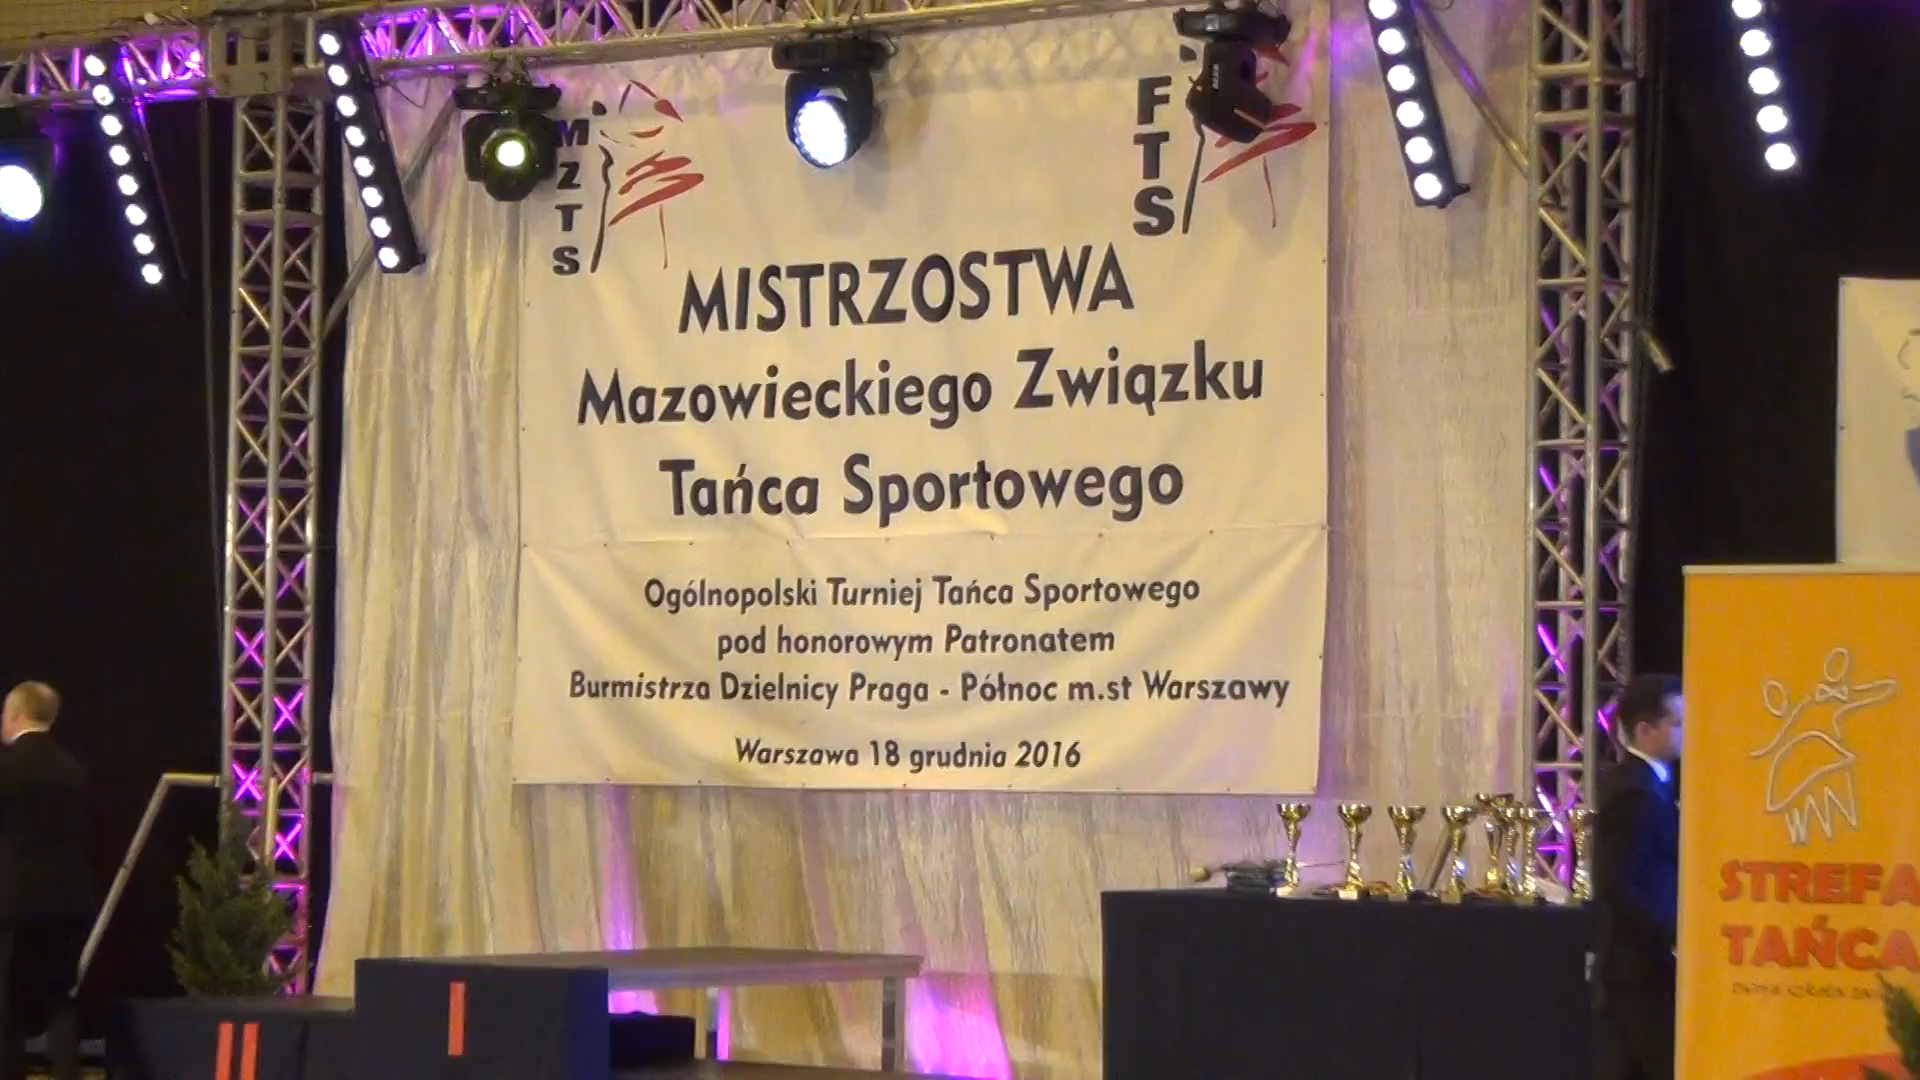 MZTS
FTS
MISTRZOSTWA
Mazowieckiego Związku
Tańca Sportowego
Ogólnopolski Turniej Tańca Sportowego
pod honorowym Patronatem
Burmistrza Dzielnicy Praga - Północ m.st Warszawy
Warszawa 18 grudnia 2016
STREFA
TAŃCA
I
II